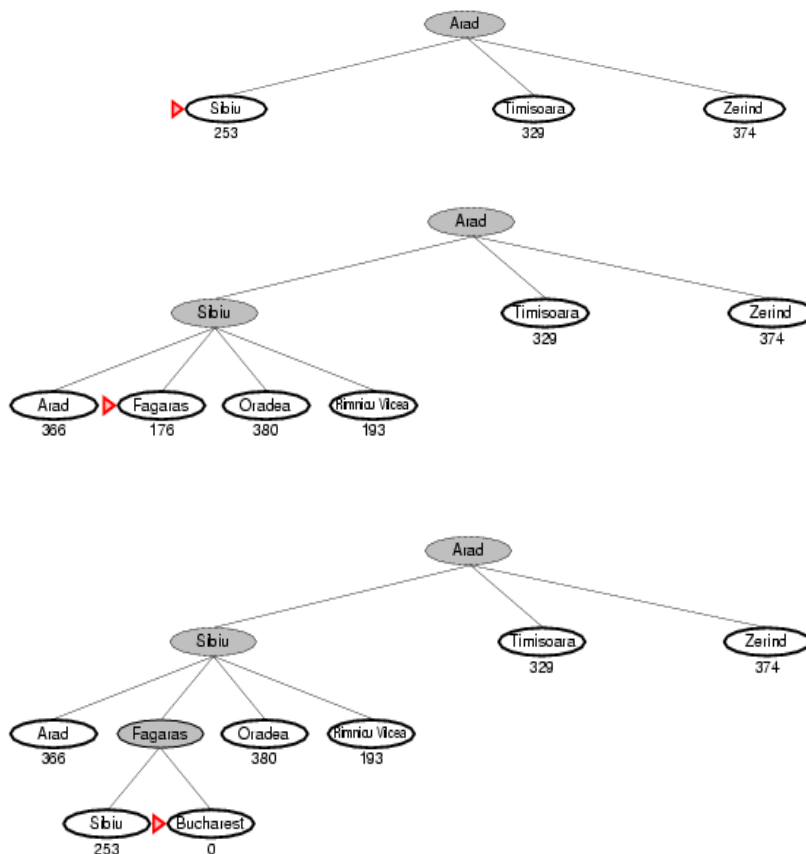 Arad
Sibiu Timisoara Zerind
253 329 374
Arad
Sibiu Timisoara Zerind
329 374
Arad Fagaras Oradea Rimnicu Vilcea
366 176 380 193
Arad
Sibiu Timisoara Zerind
329 374
Arad Fagaras Oradea Rimnicu Vilcea
366 380 193
Sibiu Bucharest
253 0